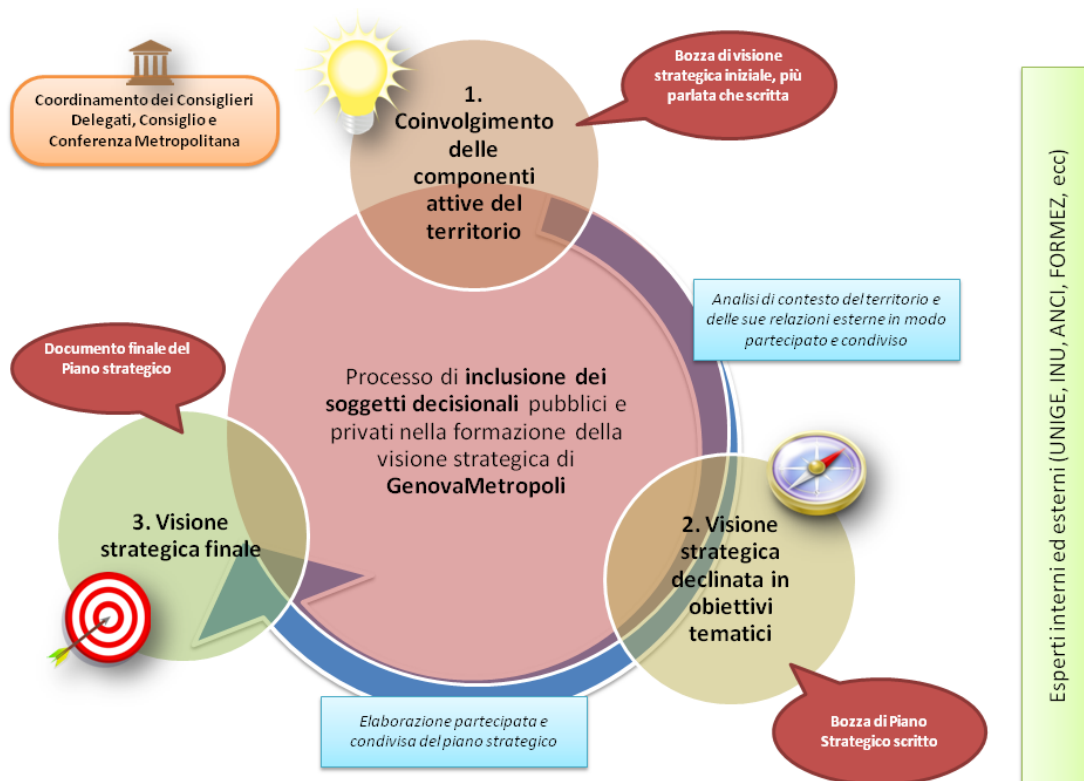 Coordinamento dei Consiglieri
Delegati, Consiglio e
Conferenza Metropolitana
1.
Coinvolgimento
delle
componenti
attive del
territorio
Bozza di visione
strategica iniziale, più
parlata che scritta
Analisi di contesto del territorio e
delle sue relazioni esterne in modo
partecipato e condiviso
Documento finale del
Piano strategico
Processo di inclusione dei
soggetti decisionali pubblici e
privati nella formazione della
visione strategica di
GenovaMetropoli
3. Visione
strategica finale
2. Visione
strategica
declinata in
obiettivi
tematici
Elaborazione partecipata e
condivisa del piano strategico
Bozza di Piano
Strategico scritto
Esperti interni ed esterni (UNIGE, INU, ANCI, FORMEZ, ecc)